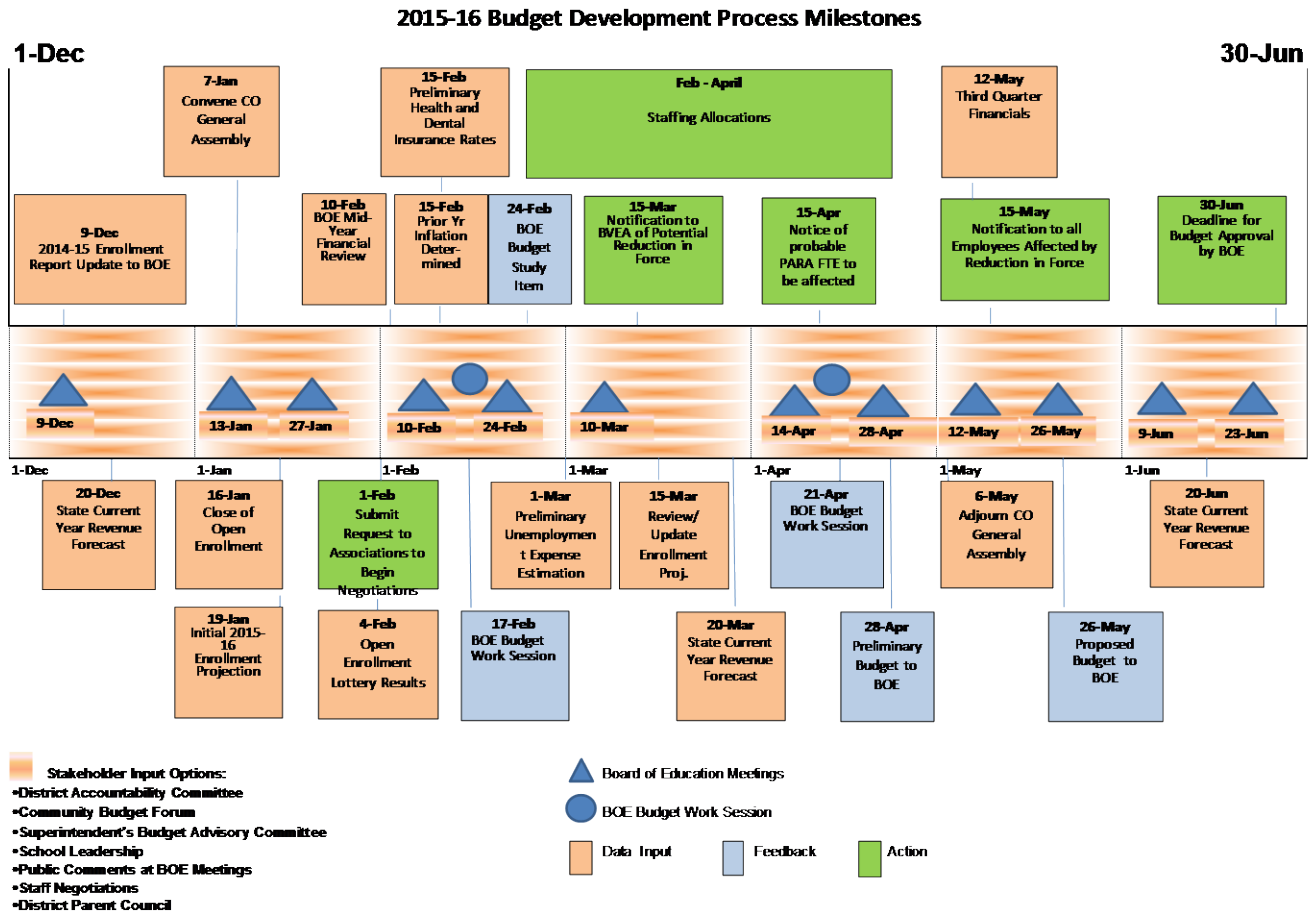 2015-16 Budget Development Process Milestones
1-Dec
30-Jun
7-Jan
Convene CO
General
Assembly
15-Feb
Preliminary
Health and
Dental
Insurance Rates
Feb - April
Staffing Allocations
12-May
Third Quarter
Financials
9-Dec
2014-15 Enrollment
Report Update to BOE
10-Feb
BOE Mid-
Year
Financial
Review
15-Feb
Prior Yr
Inflation
Deter-
mined
24-Feb
BOE
Budget
Study
Item
15-Mar
Notification to
BVEA of Potential
Reduction in
Force
15-Apr
Notice of
probable
PARA FTE to
be affected
15-May
Notification to all
Employees Affected by
Reduction in Force
30-Jun
Deadline for
Budget Approval
by BOE
9-Dec
13-Jan
27-Jan
10-Feb
24-Feb
10-Mar
14-Apr
28-Apr
12-May
26-May
9-Jun
23-Jun
1-Dec
1-Jan
1-Feb
1-Mar
1-Apr
1-May
1-Jun
20-Dec
State Current
Year Revenue
Forecast
16-Jan
Close of
Open
Enrollment
1-Feb
Submit
Request to
Associations to
Begin
Negotiations
1-Mar
Preliminary
Unemploymen
t Expense
Estimation
15-Mar
Review/
Update
Enrollment
Proj.
21-Apr
BOE Budget
Work Session
6-May
Adjourn CO
General
Assembly
20-Jun
State Current
Year Revenue
Forecast
19-Jan
Initial 2015-
16
Enrollment
Projection
4-Feb
Open
Enrollment
Lottery Results
17-Feb
BOE Budget
Work Session
20-Mar
State Current
Year Revenue
Forecast
28-Apr
Preliminary
Budget to
BOE
26-May
Proposed
Budget to
BOE
Stakeholder Input Options:
•District Accountability Committee
•Community Budget Forum
•Superintendent's Budget Advisory Committee
•School Leadership
•Public Comments at BOE Meetings
•Staff Negotiations
•District Parent Council
Board of Education Meetings
BOE Budget Work Session
Data Input
Feedback
Action